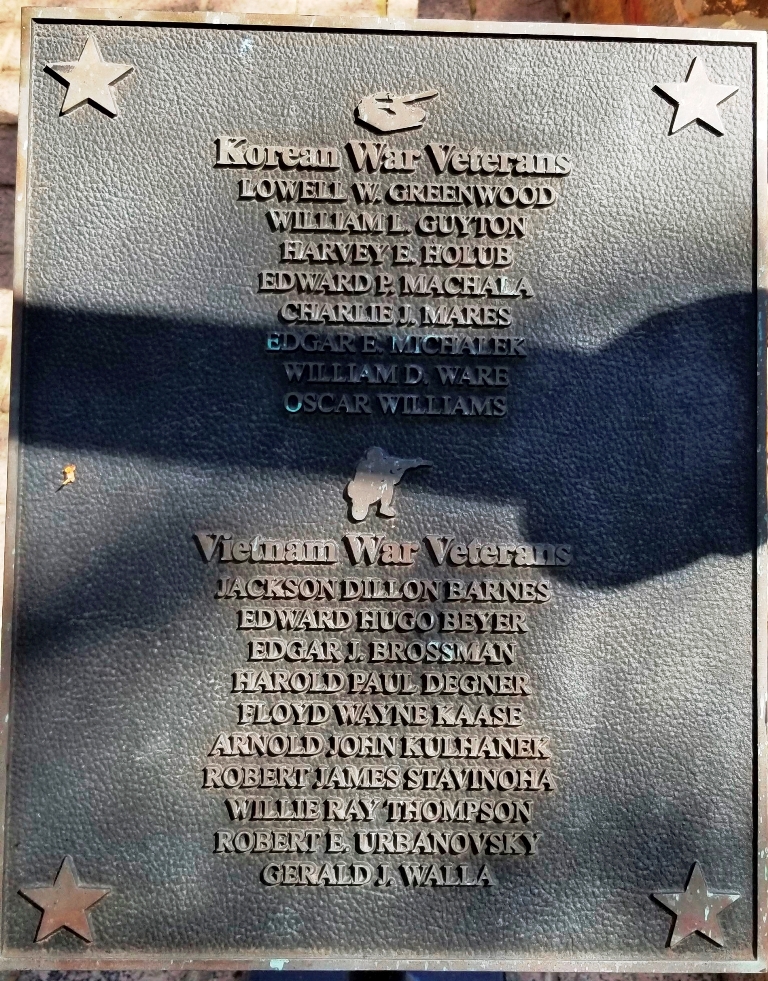 Korean War Veterans
LOWELL W. GREENWOOD
WILLIAM L. GUYTON
HARVEY E. HOLUB
EDWARD P. MACHALA
CHARLIE J. MARES
EDGAR E. MICHALEK
WILLIAM D. WARE
OSCAR WILLIAMS
Vietnam War Veterans
JACKSON DILLON BARNES
EDWARD HUGO BEYER
EDGAR J. BROSSMAN
HAROLD PAUL DEGNER
FLOYD WAYNE KAASE
ARNOLD JOHN KULHANEK
ROBERT JAMES STAVINOHA
WILLIE RAY THOMPSON
ROBERT E. URBANOVSKY
GERALD J. WALLA